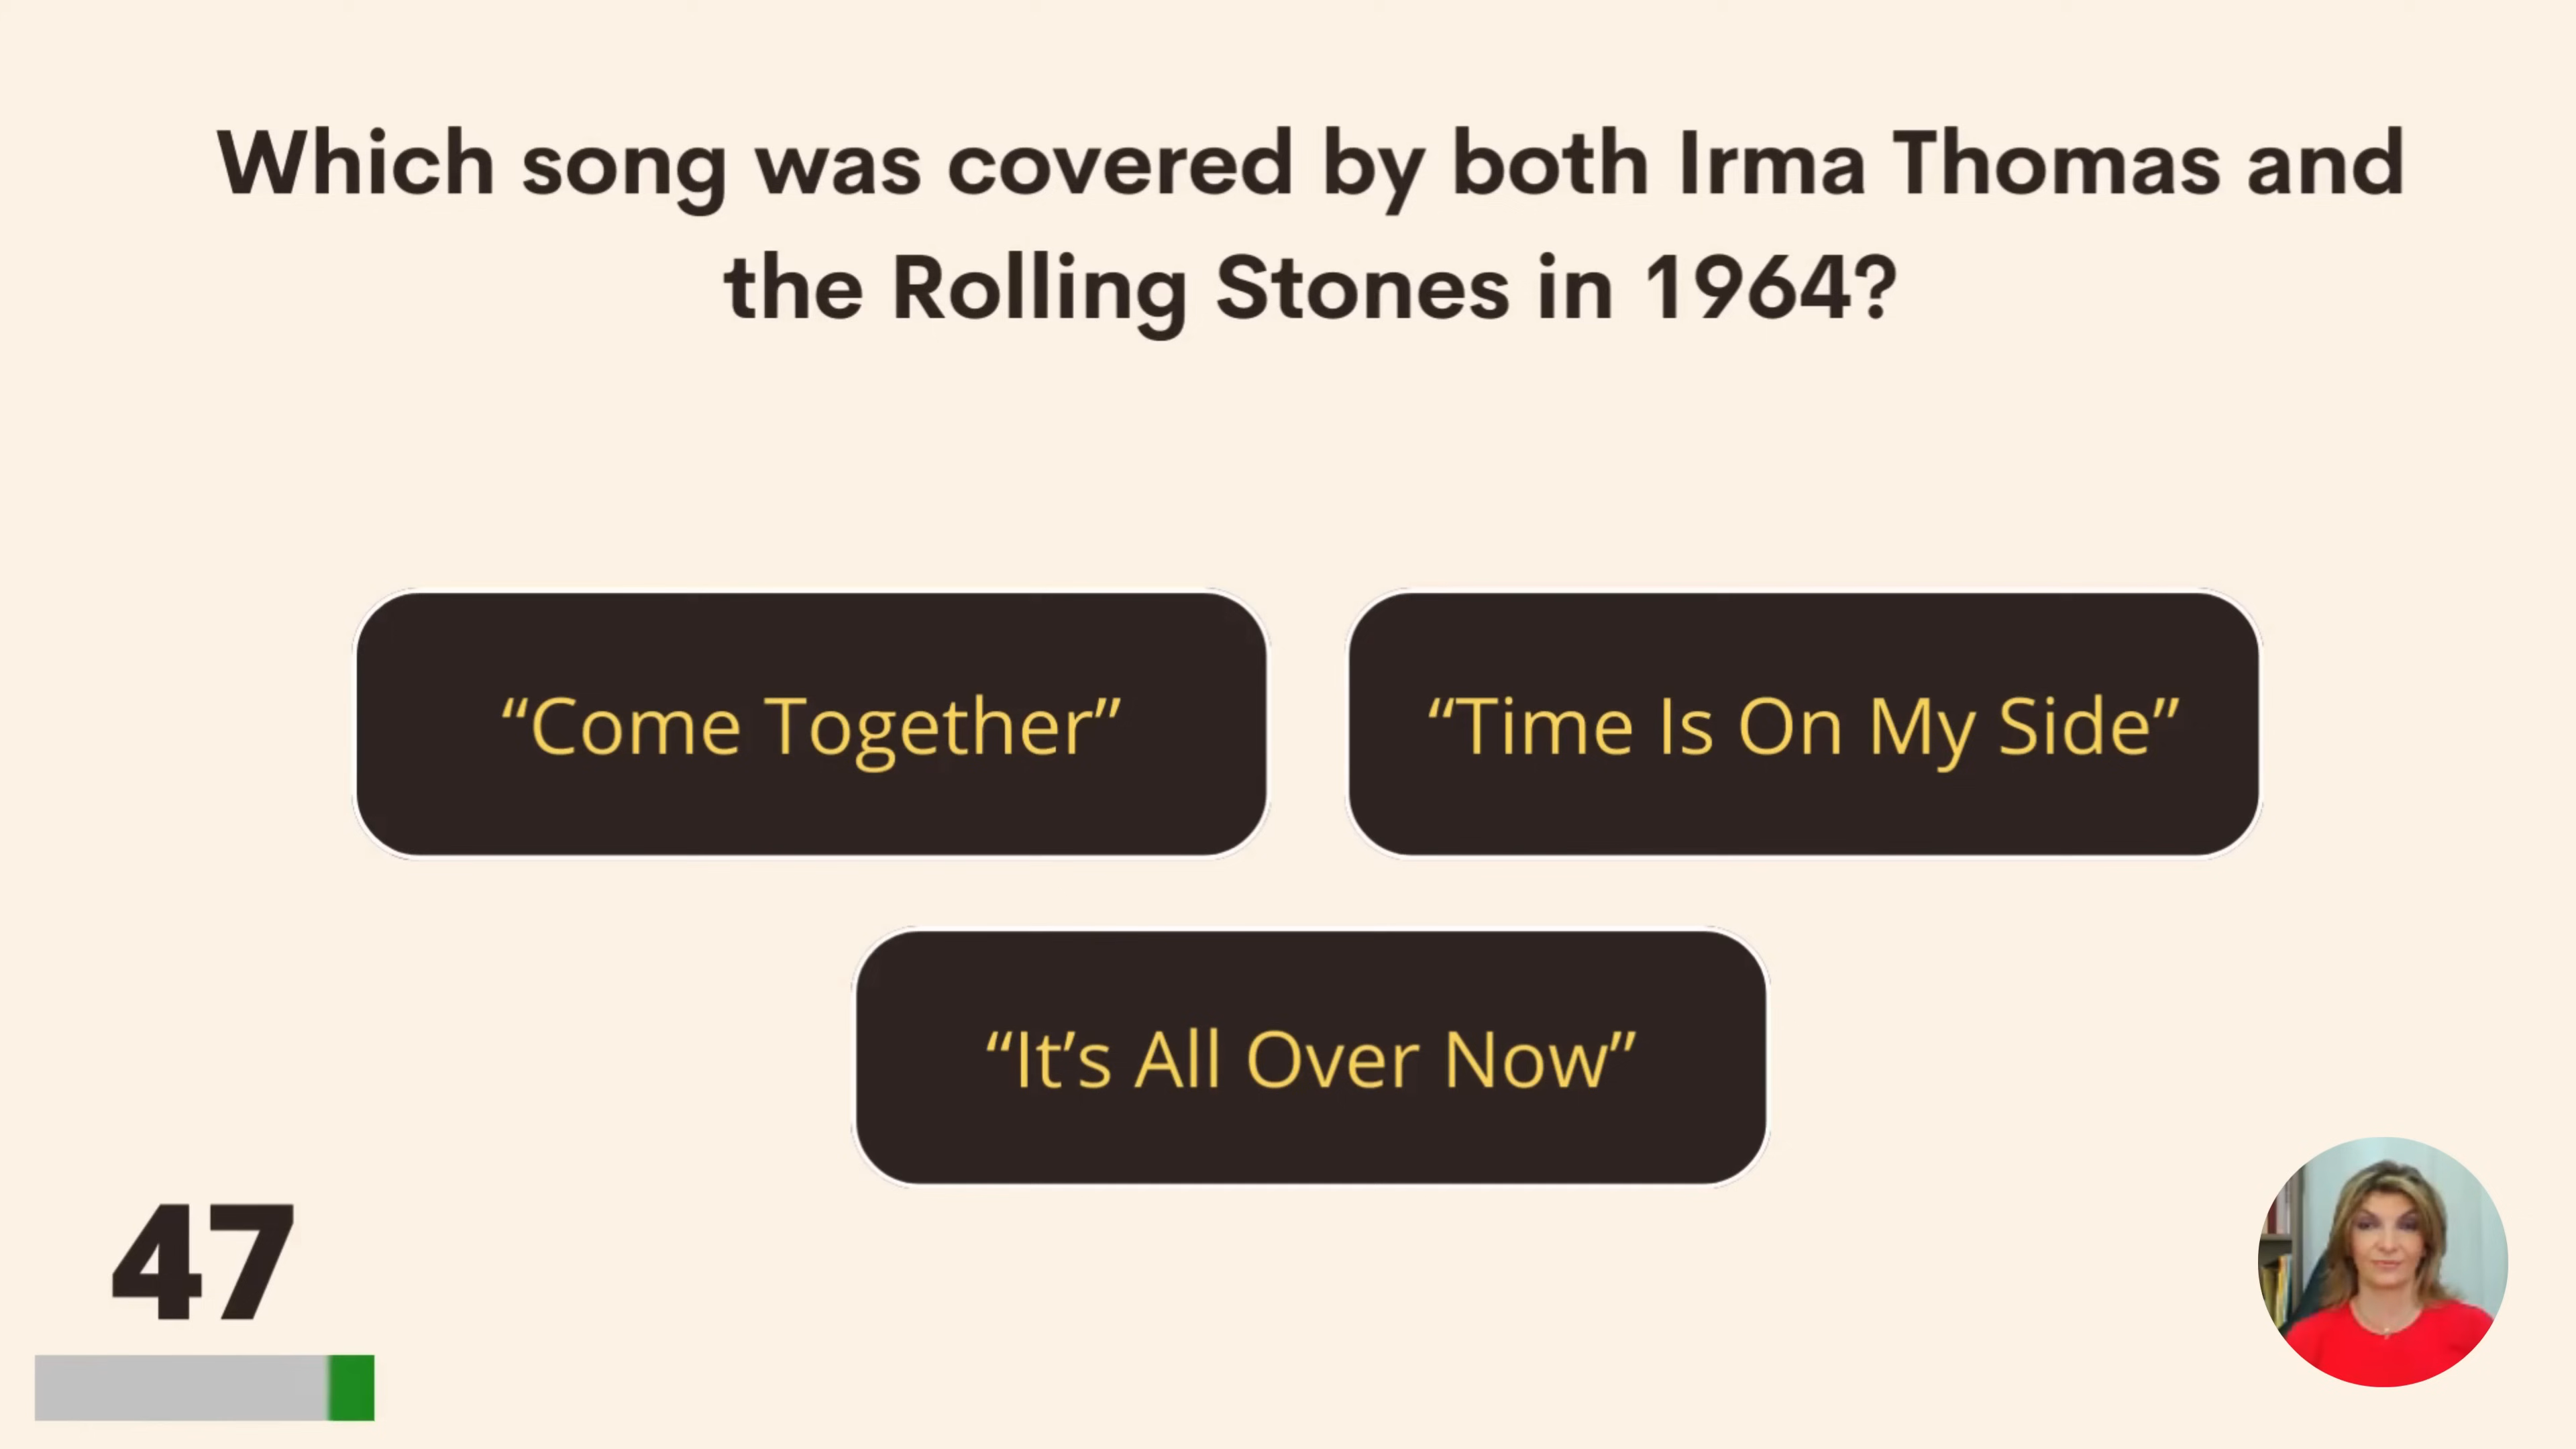 Which song was covered by both Irma Thomas and
the Rolling Stones in 1964?
“Come Together”
“Time Is On My Side”
“It’s All Over Now”
47